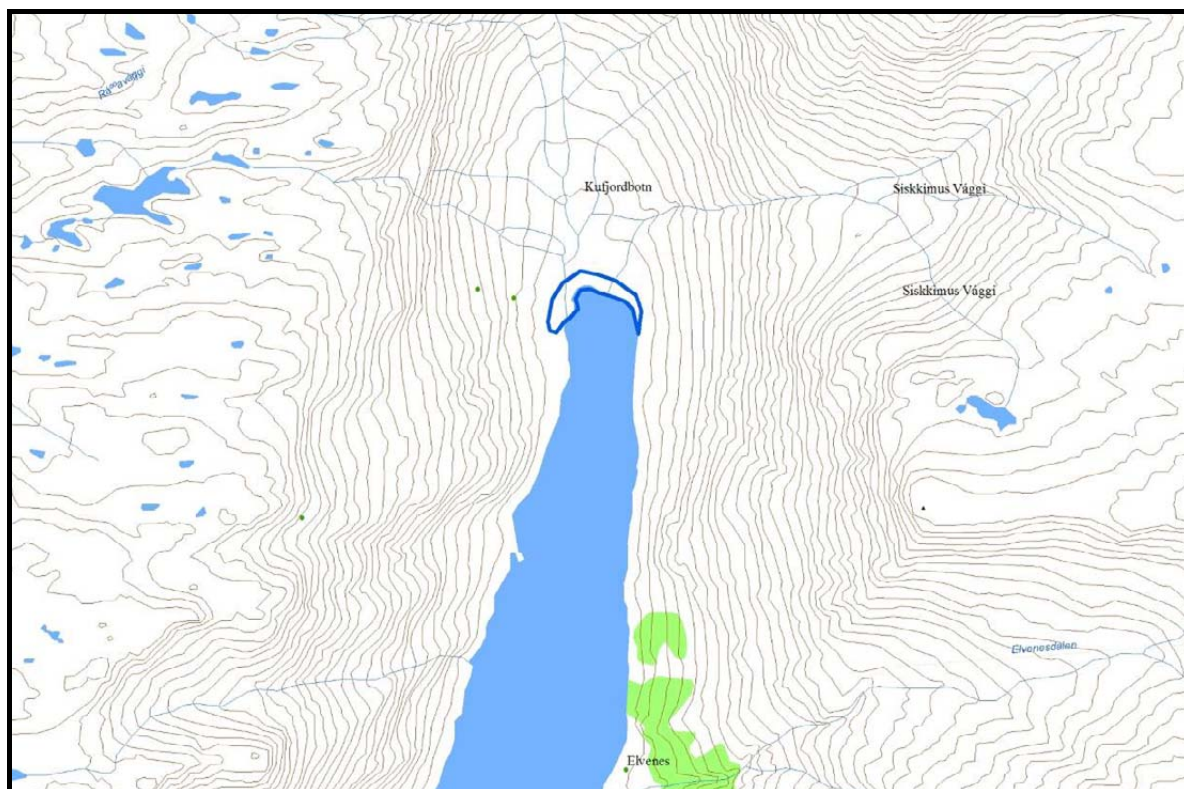 Kufjordbotn
Siskkimus Vággi
Siskkimus Vággi
Elvenesdalen
Elvenes